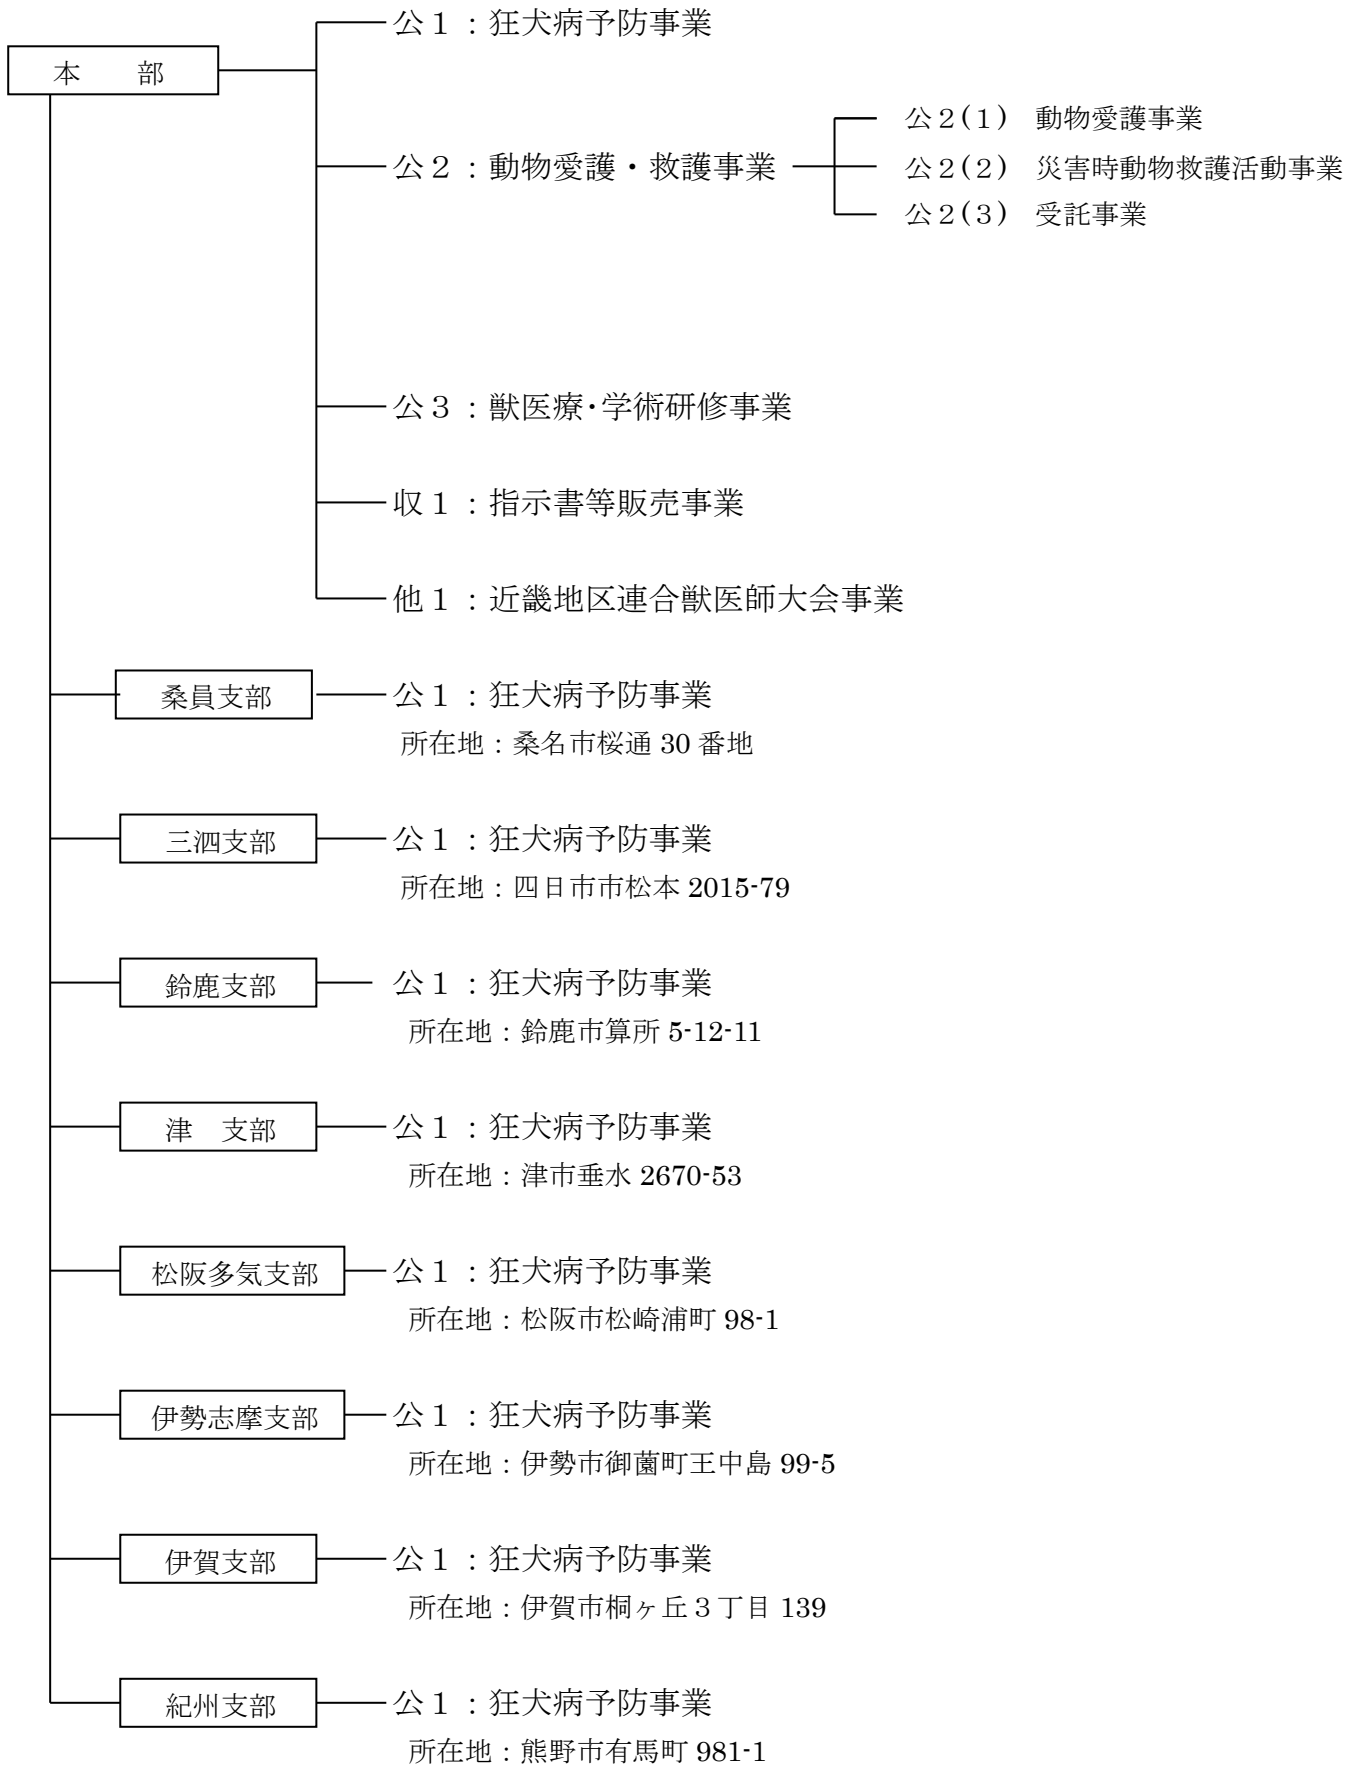 公１：狂犬病予防事業
本　　部
公２(１)　動物愛護事業
公２：動物愛護・救護事業
公２(２)　災害時動物救護活動事業
公２(３)　受託事業
公３：獣医療･学術研修事業
収１：指示書等販売事業
他１：近畿地区連合獣医師大会事業
桑員支部
公１：狂犬病予防事業
所在地：桑名市桜通 30 番地
三泗支部
公１：狂犬病予防事業
所在地：四日市市松本 2015-79
鈴鹿支部
公１：狂犬病予防事業
所在地：鈴鹿市算所 5-12-11
津　支部
公１：狂犬病予防事業
所在地：津市垂水 2670-53
松阪多気支部
公１：狂犬病予防事業
所在地：松阪市松崎浦町 98-1
伊勢志摩支部
公１：狂犬病予防事業
所在地：伊勢市御薗町王中島 99-5
伊賀支部
公１：狂犬病予防事業
所在地：伊賀市桐ヶ丘３丁目 139
紀州支部
公１：狂犬病予防事業
所在地：熊野市有馬町 981-1